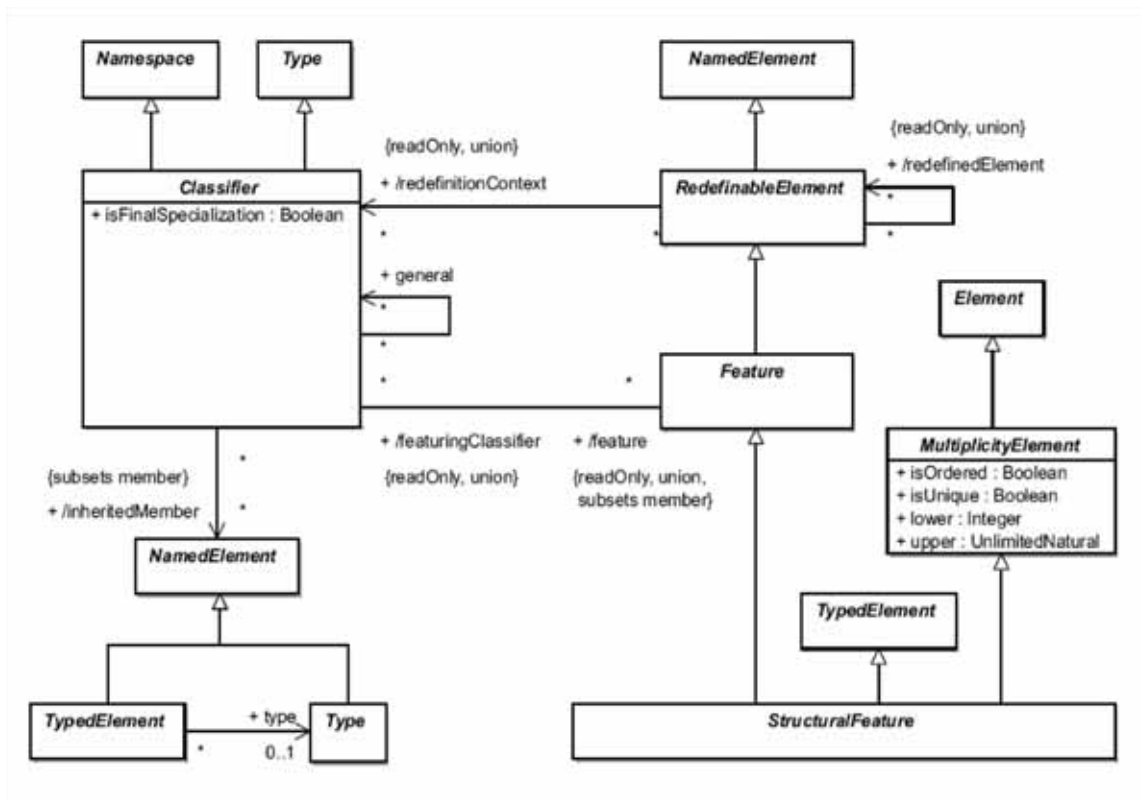 Namespace
Type
NamedElement
{readOnly, union}
+ /redefinitionContext
{readOnly, union}
+ /redefinedElement
Classifier
+ isFinalSpecialization : Boolean
RedefinableElement
*
*
*
*
+ general
*
*
Element
*
*
Feature
+ /featuringClassifier
{readOnly, union}
+ /feature
{readOnly, union,
subsets member}
MultiplicityElement
+ isOrdered : Boolean
+ isUnique : Boolean
+ lower : Integer
+ upper : UnlimitedNatural
*
{subsets member}
+ /inheritedMember
*
NamedElement
TypedElement
TypedElement
+ type
*
0..1
Type
StructuralFeature